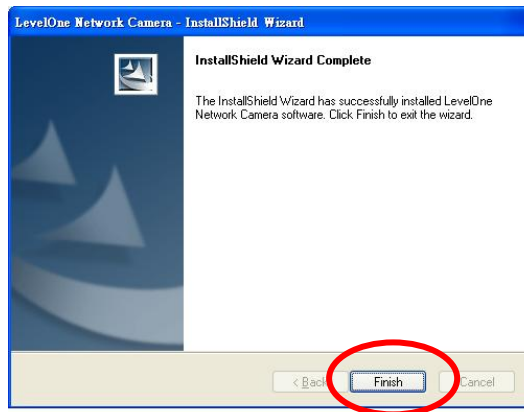 LevelOne Network Camera - InstallShield Wizard
InstallShield Wizard Complete
The InstallShield Wizard has successfully installed LevelOne
Network Camera software. Click Finish to exit the wizard.
< Back Finish Cancel